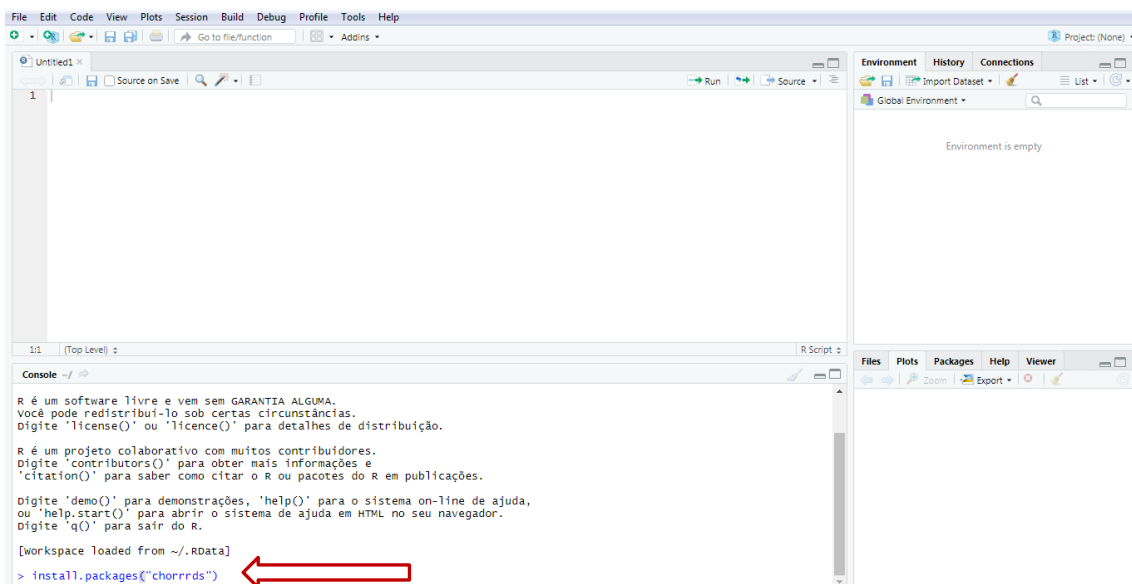 File Edit Code View Plots Session Build Debug Profile Tools Help
Go to file/function Addins Project: (None)
Untitled1
Source on Save Run Source
1
1:1 (Top Level) R Script
Console ~/
R é um software livre e vem sem GARANTIA ALGUMA.
Você pode redistribuí-lo sob certas circunstâncias.
Digite 'license()' ou 'licence()' para detalhes de distribuição.
R é um projeto colaborativo com muitos contribuidores.
Digite 'contributors()' para obter mais informações e
'citation()' para saber como citar o R ou pacotes do R em publicações.
Digite 'demo()' para demonstrações, 'help()' para o sistema on-line de ajuda,
ou 'help.start()' para abrir o sistema de ajuda em HTML no seu navegador.
Digite 'q()' para sair do R.
[Workspace loaded from ~/.RData]
> install.packages("chorrrds")
Environment History Connections
Import Dataset List
Global Environment
Environment is empty
Files Plots Packages Help Viewer
Zoom Export